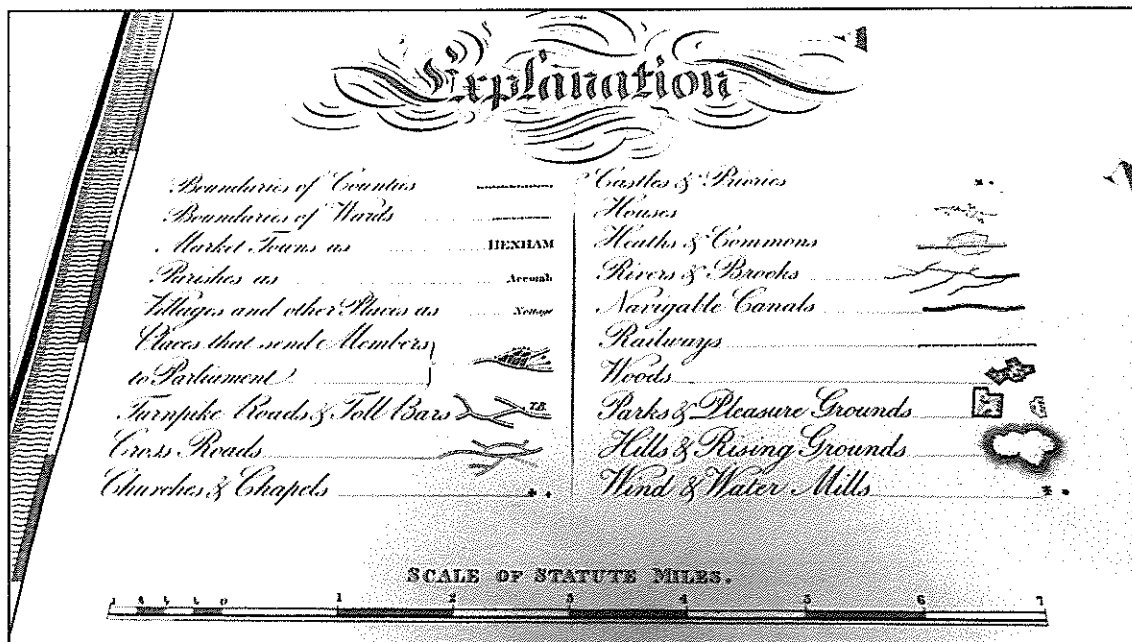 Explanation
Boundaries of Counties
Boundaries of Wards
Market Towns as HEXHAM
Parishes as
Villages and other Places as
Places that send Members
to Parliament
Turnpike Roads & Toll Bars T.B.
Cross Roads
Churches & Chapels
Castles & Priories
Houses
Heaths & Commons
Rivers & Brooks
Navigable Canals
Railways
Woods
Parks & Pleasure Grounds
Hills & Rising Grounds
Wind & Water Mills
SCALE OF STATUTE MILES.
1 0 1 2 3 4 5 6 7